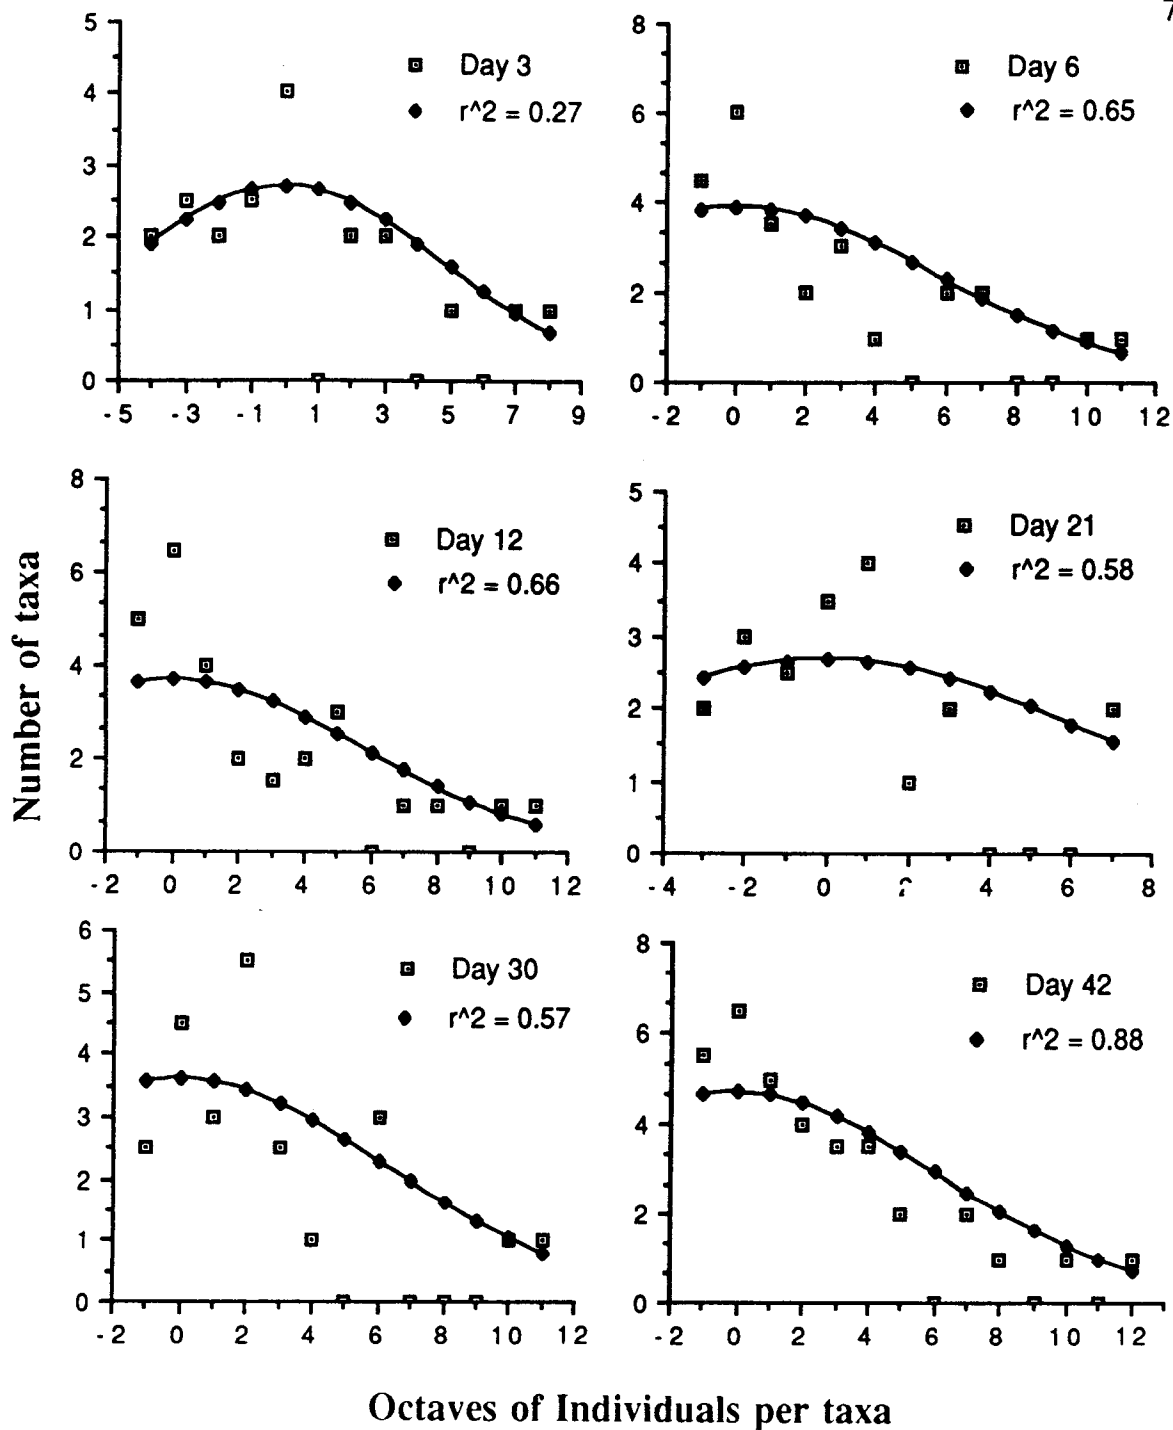 7
5
4
3
2
1
0
-5 -3 -1 1 3 5 7 9
Day 3
r^2 = 0.27
8
6
4
2
0
-2 0 2 4 6 8 10 12
Day 6
r^2 = 0.65
8
6
4
2
0
-2 0 2 4 6 8 10 12
Day 12
r^2 = 0.66
5
4
3
2
1
0
-4 -2 0 2 4 6 8
Day 21
r^2 = 0.58
6
5
4
3
2
1
0
-2 0 2 4 6 8 10 12
Day 30
r^2 = 0.57
8
6
4
2
0
-2 0 2 4 6 8 10 12
Day 42
r^2 = 0.88
Number of taxa
Octaves of Individuals per taxa